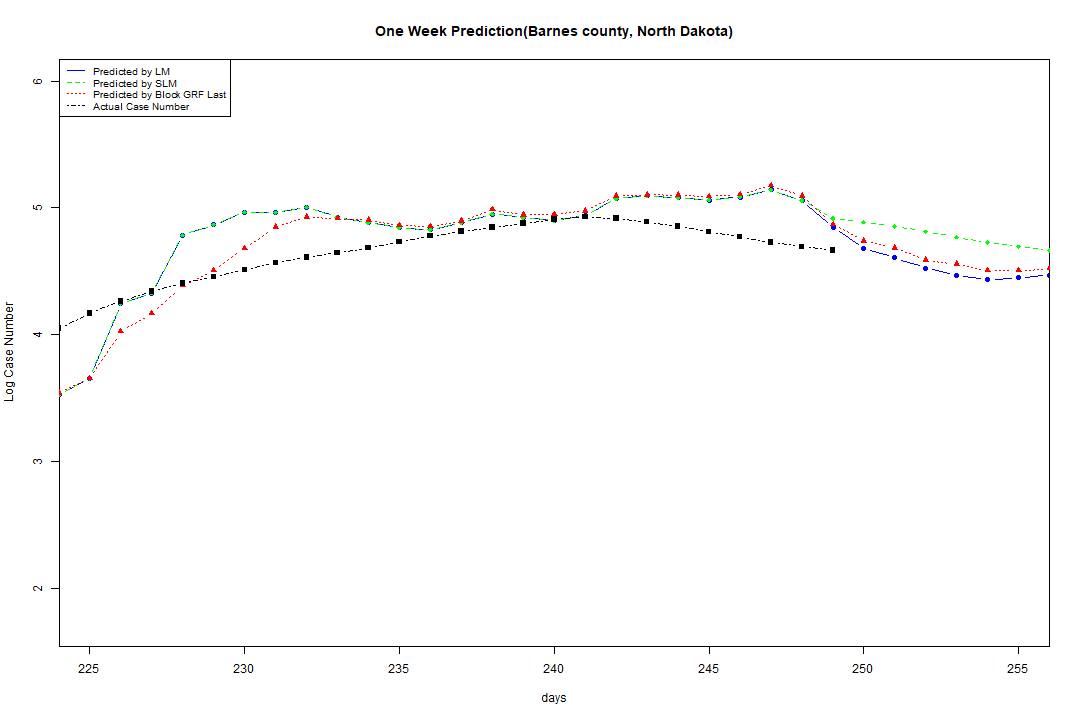 One Week Prediction(Barnes county, North Dakota)
Predicted by LM
Predicted by SLM
Predicted by Block GRF Last
Actual Case Number
6
5
4
3
2
Log Case Number
225 230 235 240 245 250 255
days